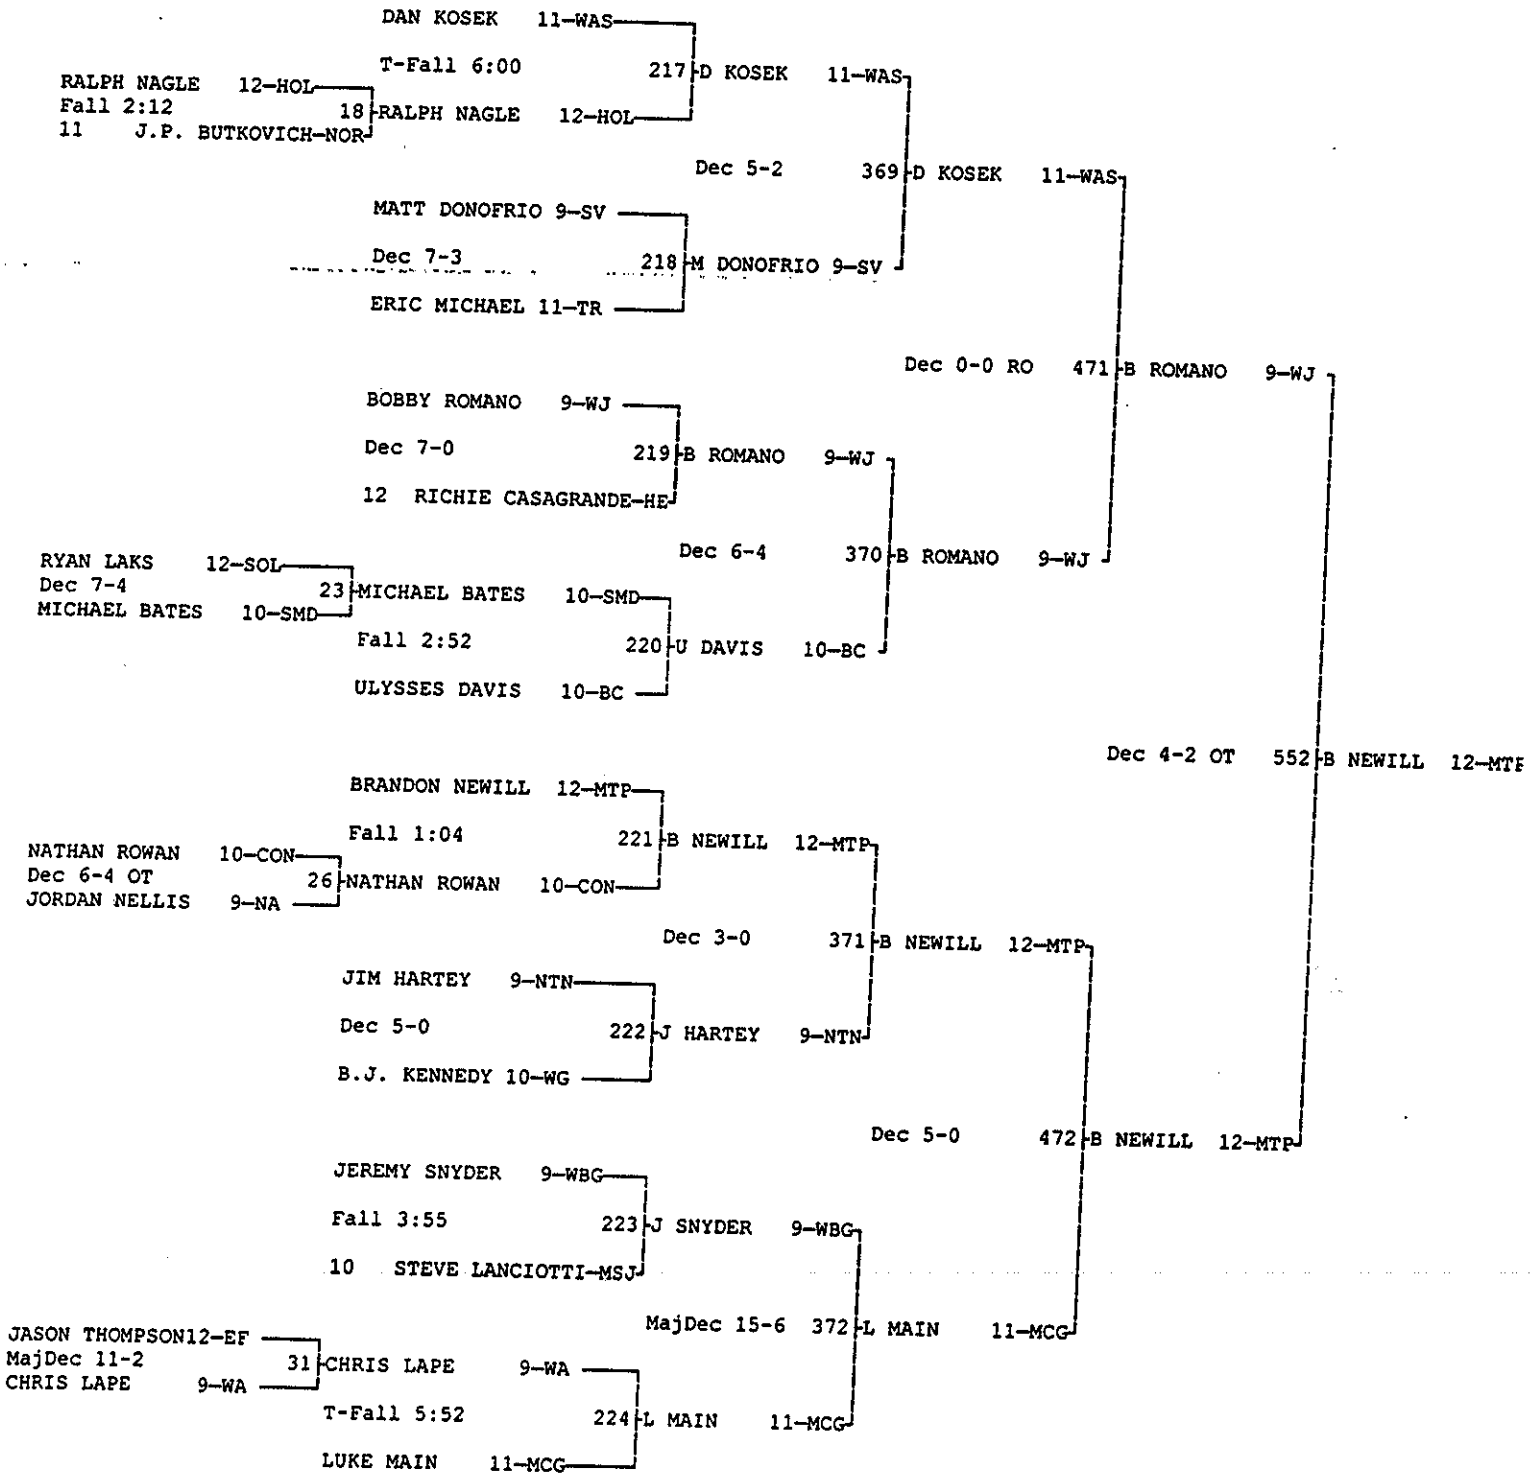 DAN KOSEK 11-WAS
T-Fall 6:00 217 D KOSEK 11-WAS
RALPH NAGLE 12-HOL
Fall 2:12 18 RALPH NAGLE 12-HOL
11 J.P. BUTKOVICH-NOR
Dec 5-2 369 D KOSEK 11-WAS
MATT DONOFRIO 9-SV
Dec 7-3 218 M DONOFRIO 9-SV
ERIC MICHAEL 11-TR
Dec 0-0 RO 471 B ROMANO 9-WJ
BOBBY ROMANO 9-WJ
Dec 7-0 219 B ROMANO 9-WJ
12 RICHIE CASAGRANDE-HE
Dec 6-4 370 B ROMANO 9-WJ
RYAN LAKS 12-SOL
Dec 7-4 23 MICHAEL BATES 10-SMD
MICHAEL BATES 10-SMD
Fall 2:52 220 U DAVIS 10-BC
ULYSSES DAVIS 10-BC
Dec 4-2 OT 552 B NEWILL 12-MTP
BRANDON NEWILL 12-MTP
Fall 1:04 221 B NEWILL 12-MTP
NATHAN ROWAN 10-CON
Dec 6-4 OT 26 NATHAN ROWAN 10-CON
JORDAN NELLIS 9-NA
Dec 3-0 371 B NEWILL 12-MTP
JIM HARTEY 9-NTN
Dec 5-0 222 J HARTEY 9-NTN
B.J. KENNEDY 10-WG
Dec 5-0 472 B NEWILL 12-MTP
JEREMY SNYDER 9-WBG
Fall 3:55 223 J SNYDER 9-WBG
10 STEVE LANCIOTTI-MSJ
MajDec 15-6 372 L MAIN 11-MCG
JASON THOMPSON12-EF
MajDec 11-2 31 CHRIS LAPE 9-WA
CHRIS LAPE 9-WA
T-Fall 5:52 224 L MAIN 11-MCG
LUKE MAIN 11-MCG